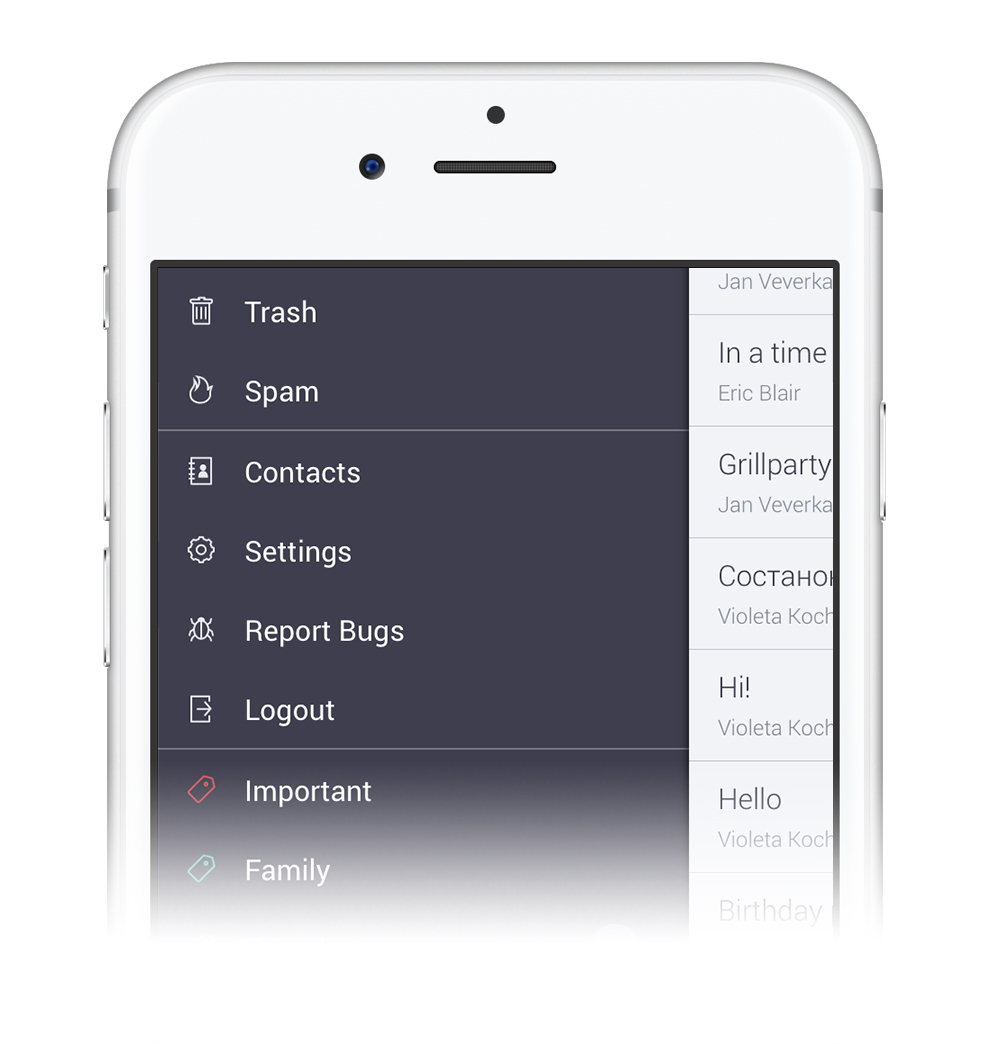 Trash
Spam
Contacts
Settings
Report Bugs
Logout
Important
Family
Jan Veverka
In a time
Eric Blair
Grillparty
Jan Veverka
Состанок
Violeta Koch
Hi!
Violeta Koch
Hello
Violeta Koch
Birthday